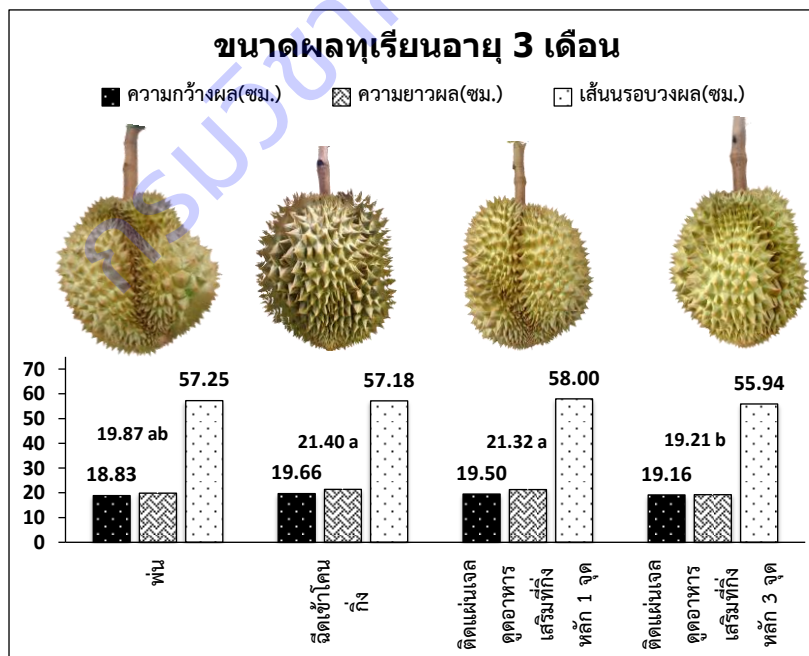 ขนาดผลทุเรียนอายุ 3 เดือน
ความกว้างผล(ซม.) ความยาวผล(ซม.) เส้นนรอบวงผล(ซม.)
กรมวิชาก
70
60
50
40
30
20
10
0
18.83 19.87 ab 57.25
19.66 21.40 a 57.18
19.50 21.32 a 58.00
19.16 19.21 b 55.94
พ่น
ฉีดเข้าโคน
กิ่ง
ติดแผ่นเจล
ดูดอาหาร
เสริมที่กิ่ง
หลัก 1 จุด
ติดแผ่นเจล
ดูดอาหาร
เสริมที่กิ่ง
หลัก 3 จุด